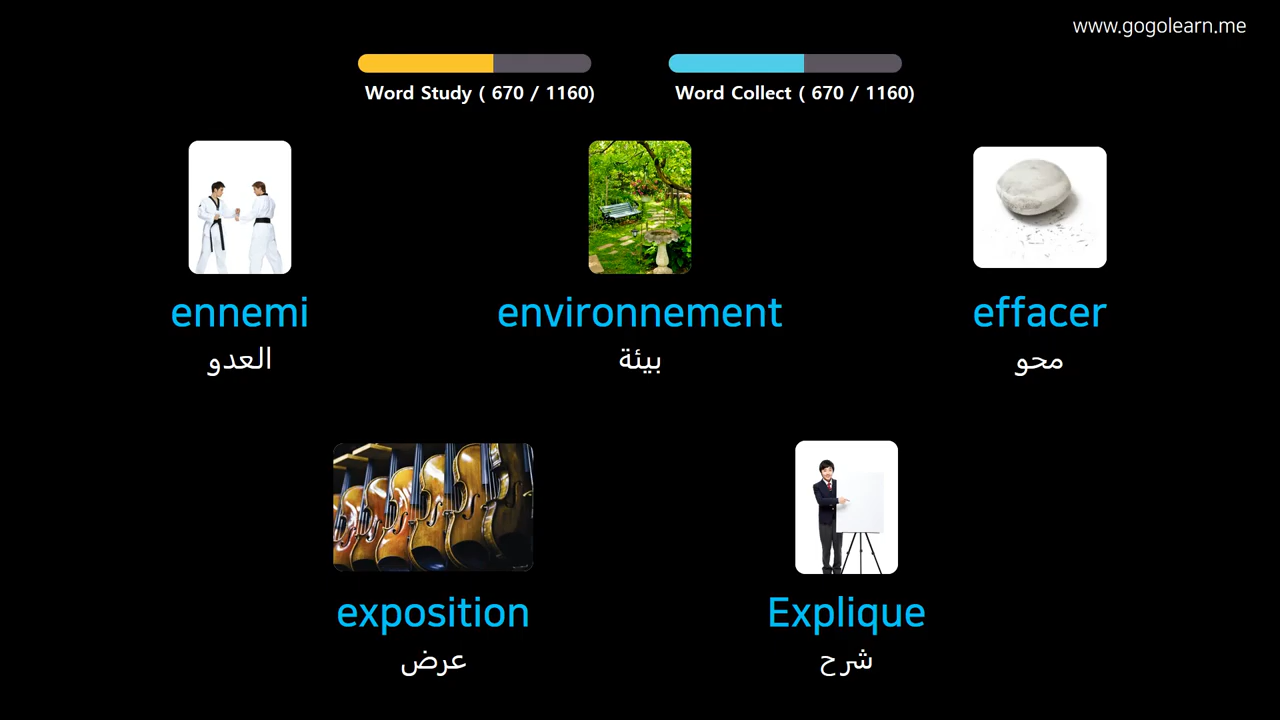 www.gogolearn.me
Word Study ( 670 / 1160)
Word Collect ( 670 / 1160)
ennemi
العدو
environnement
بيئة
effacer
محو
exposition
عرض
Explique
شرح